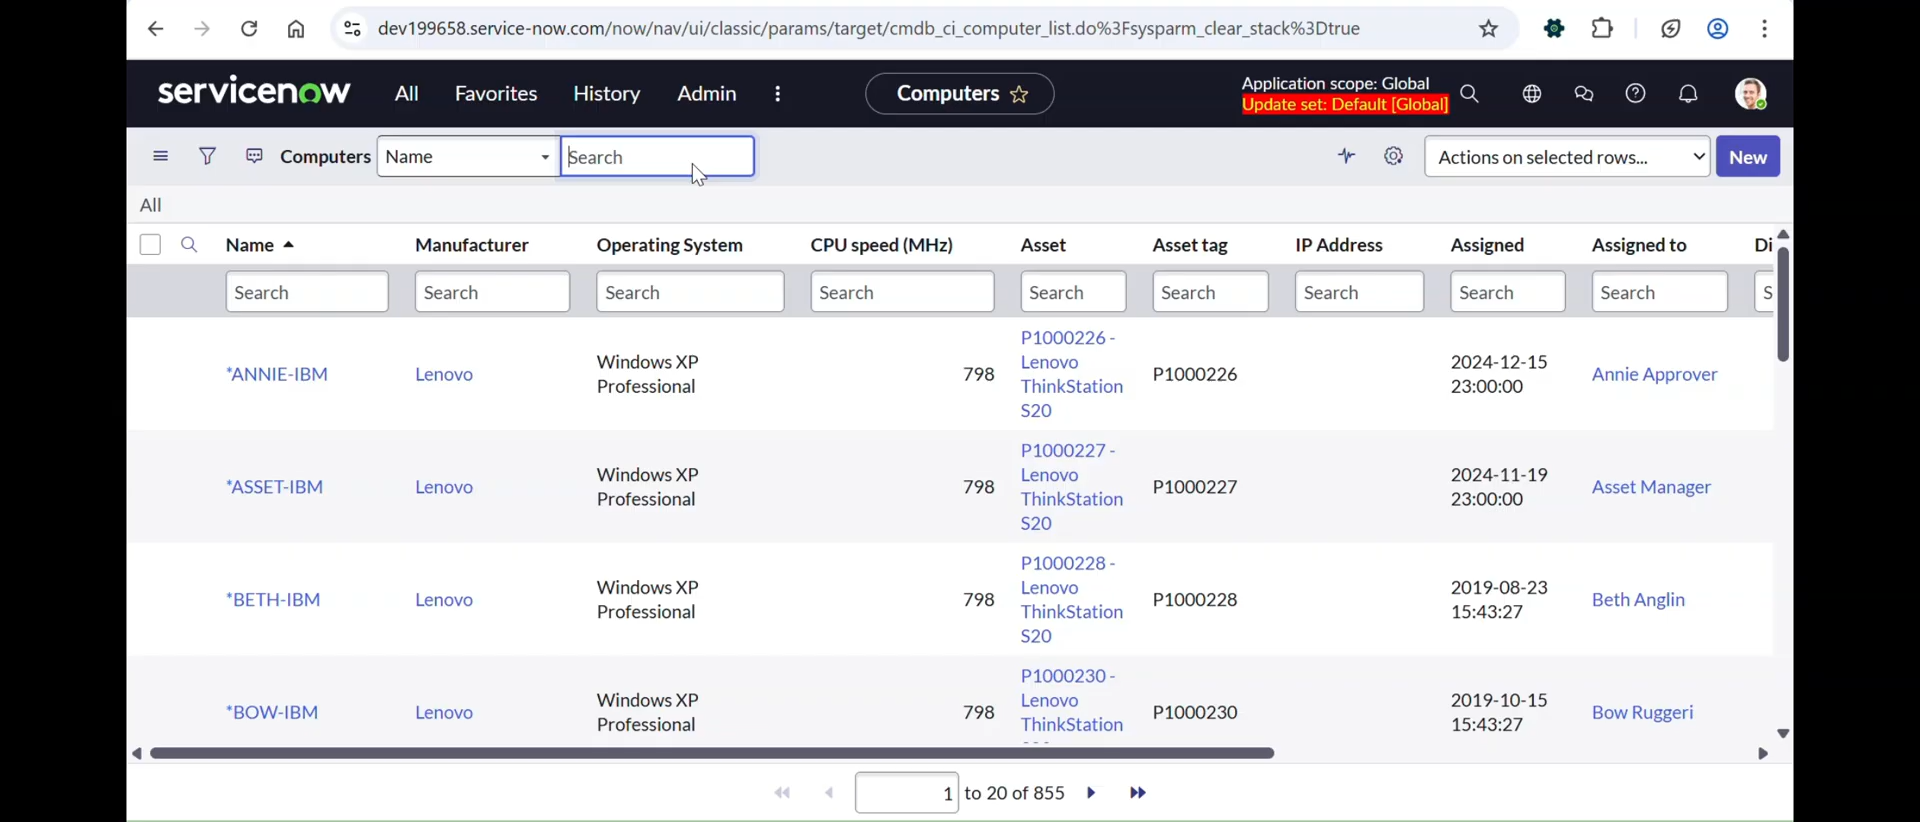 dev199658.service-now.com/now/nav/ui/classic/params/target/cmdb_ci_computer_list.do%3Fsysparm_clear_stack%3Dtrue
servicenow All Favorites History Admin Computers Application scope: Global
Update set: Default [Global]
Computers Name Search Actions on selected rows... New
All
Name Manufacturer Operating System CPU speed (MHz) Asset Asset tag IP Address Assigned Assigned to Di
Search Search Search Search Search Search Search Search Search S
*ANNIE-IBM Lenovo Windows XP Professional 798 P1000226 - Lenovo ThinkStation S20 P1000226 2024-12-15 23:00:00 Annie Approver
*ASSET-IBM Lenovo Windows XP Professional 798 P1000227 - Lenovo ThinkStation S20 P1000227 2024-11-19 23:00:00 Asset Manager
*BETH-IBM Lenovo Windows XP Professional 798 P1000228 - Lenovo ThinkStation S20 P1000228 2019-08-23 15:43:27 Beth Anglin
*BOW-IBM Lenovo Windows XP Professional 798 P1000230 - Lenovo ThinkStation P1000230 2019-10-15 15:43:27 Bow Ruggeri
1 to 20 of 855